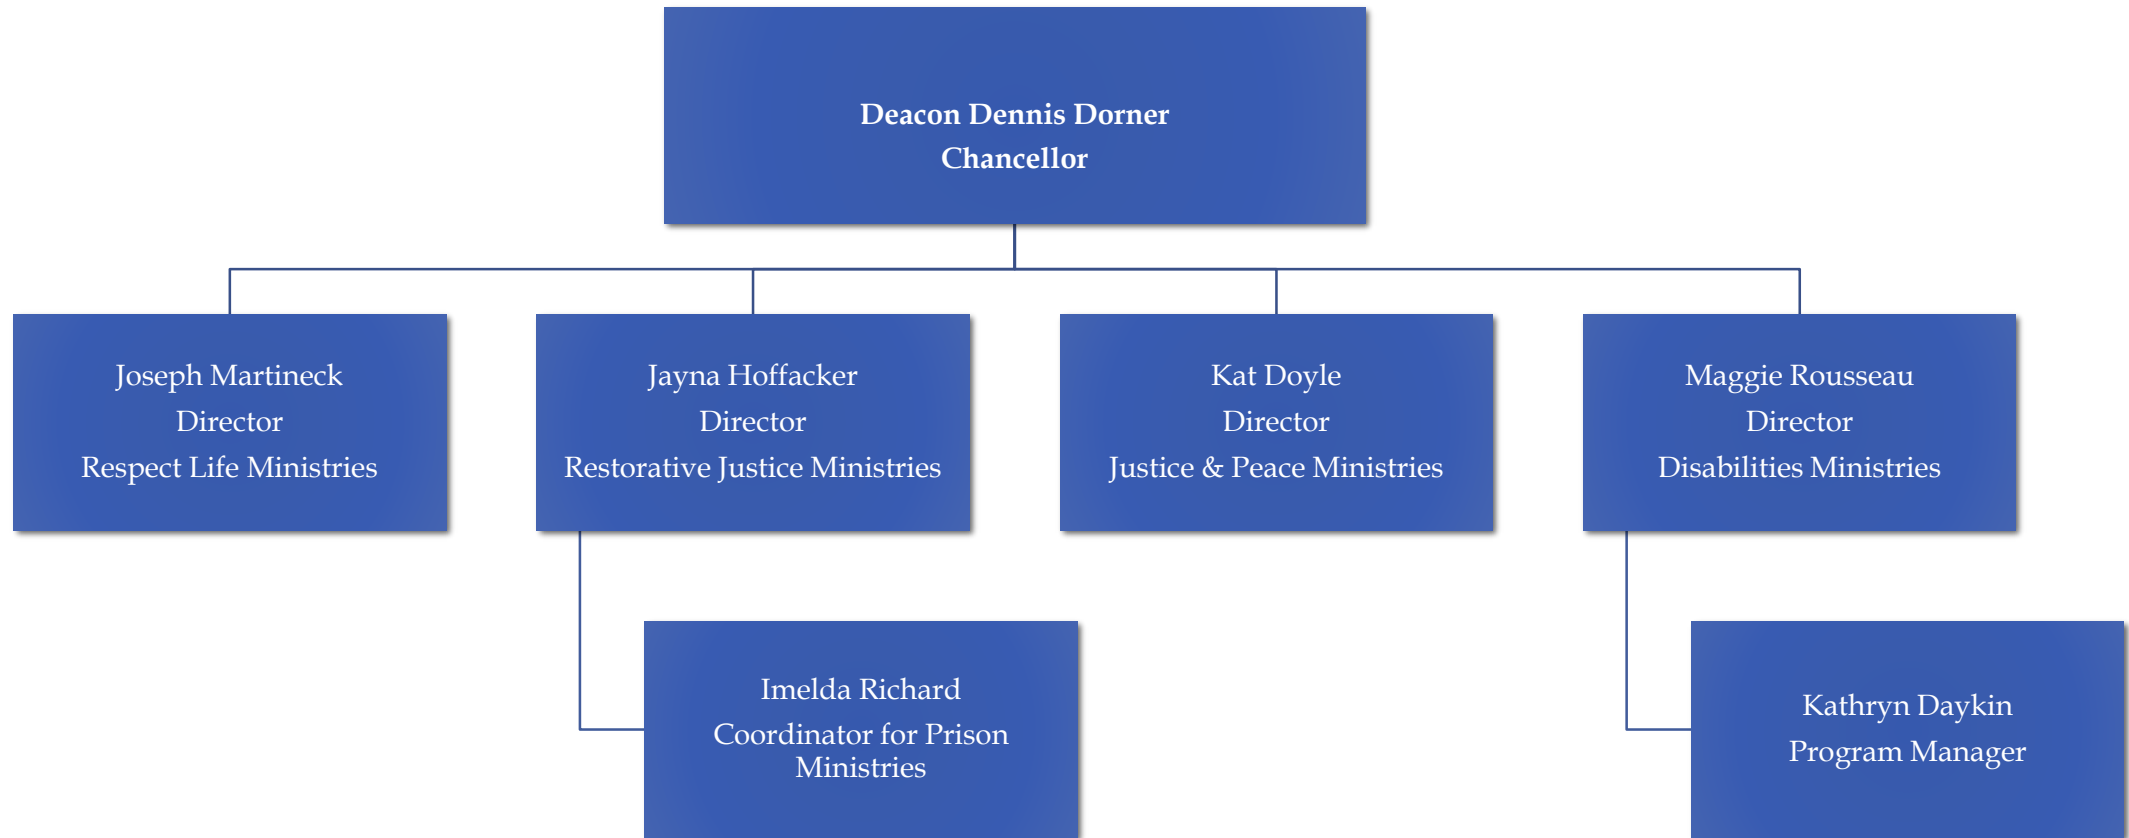 Deacon Dennis Dorner
Chancellor
Joseph Martineck
Director
Respect Life Ministries
Jayna Hoffacker
Director
Restorative Justice Ministries
Kat Doyle
Director
Justice & Peace Ministries
Maggie Rousseau
Director
Disabilities Ministries
Imelda Richard
Coordinator for Prison
Ministries
Kathryn Daykin
Program Manager